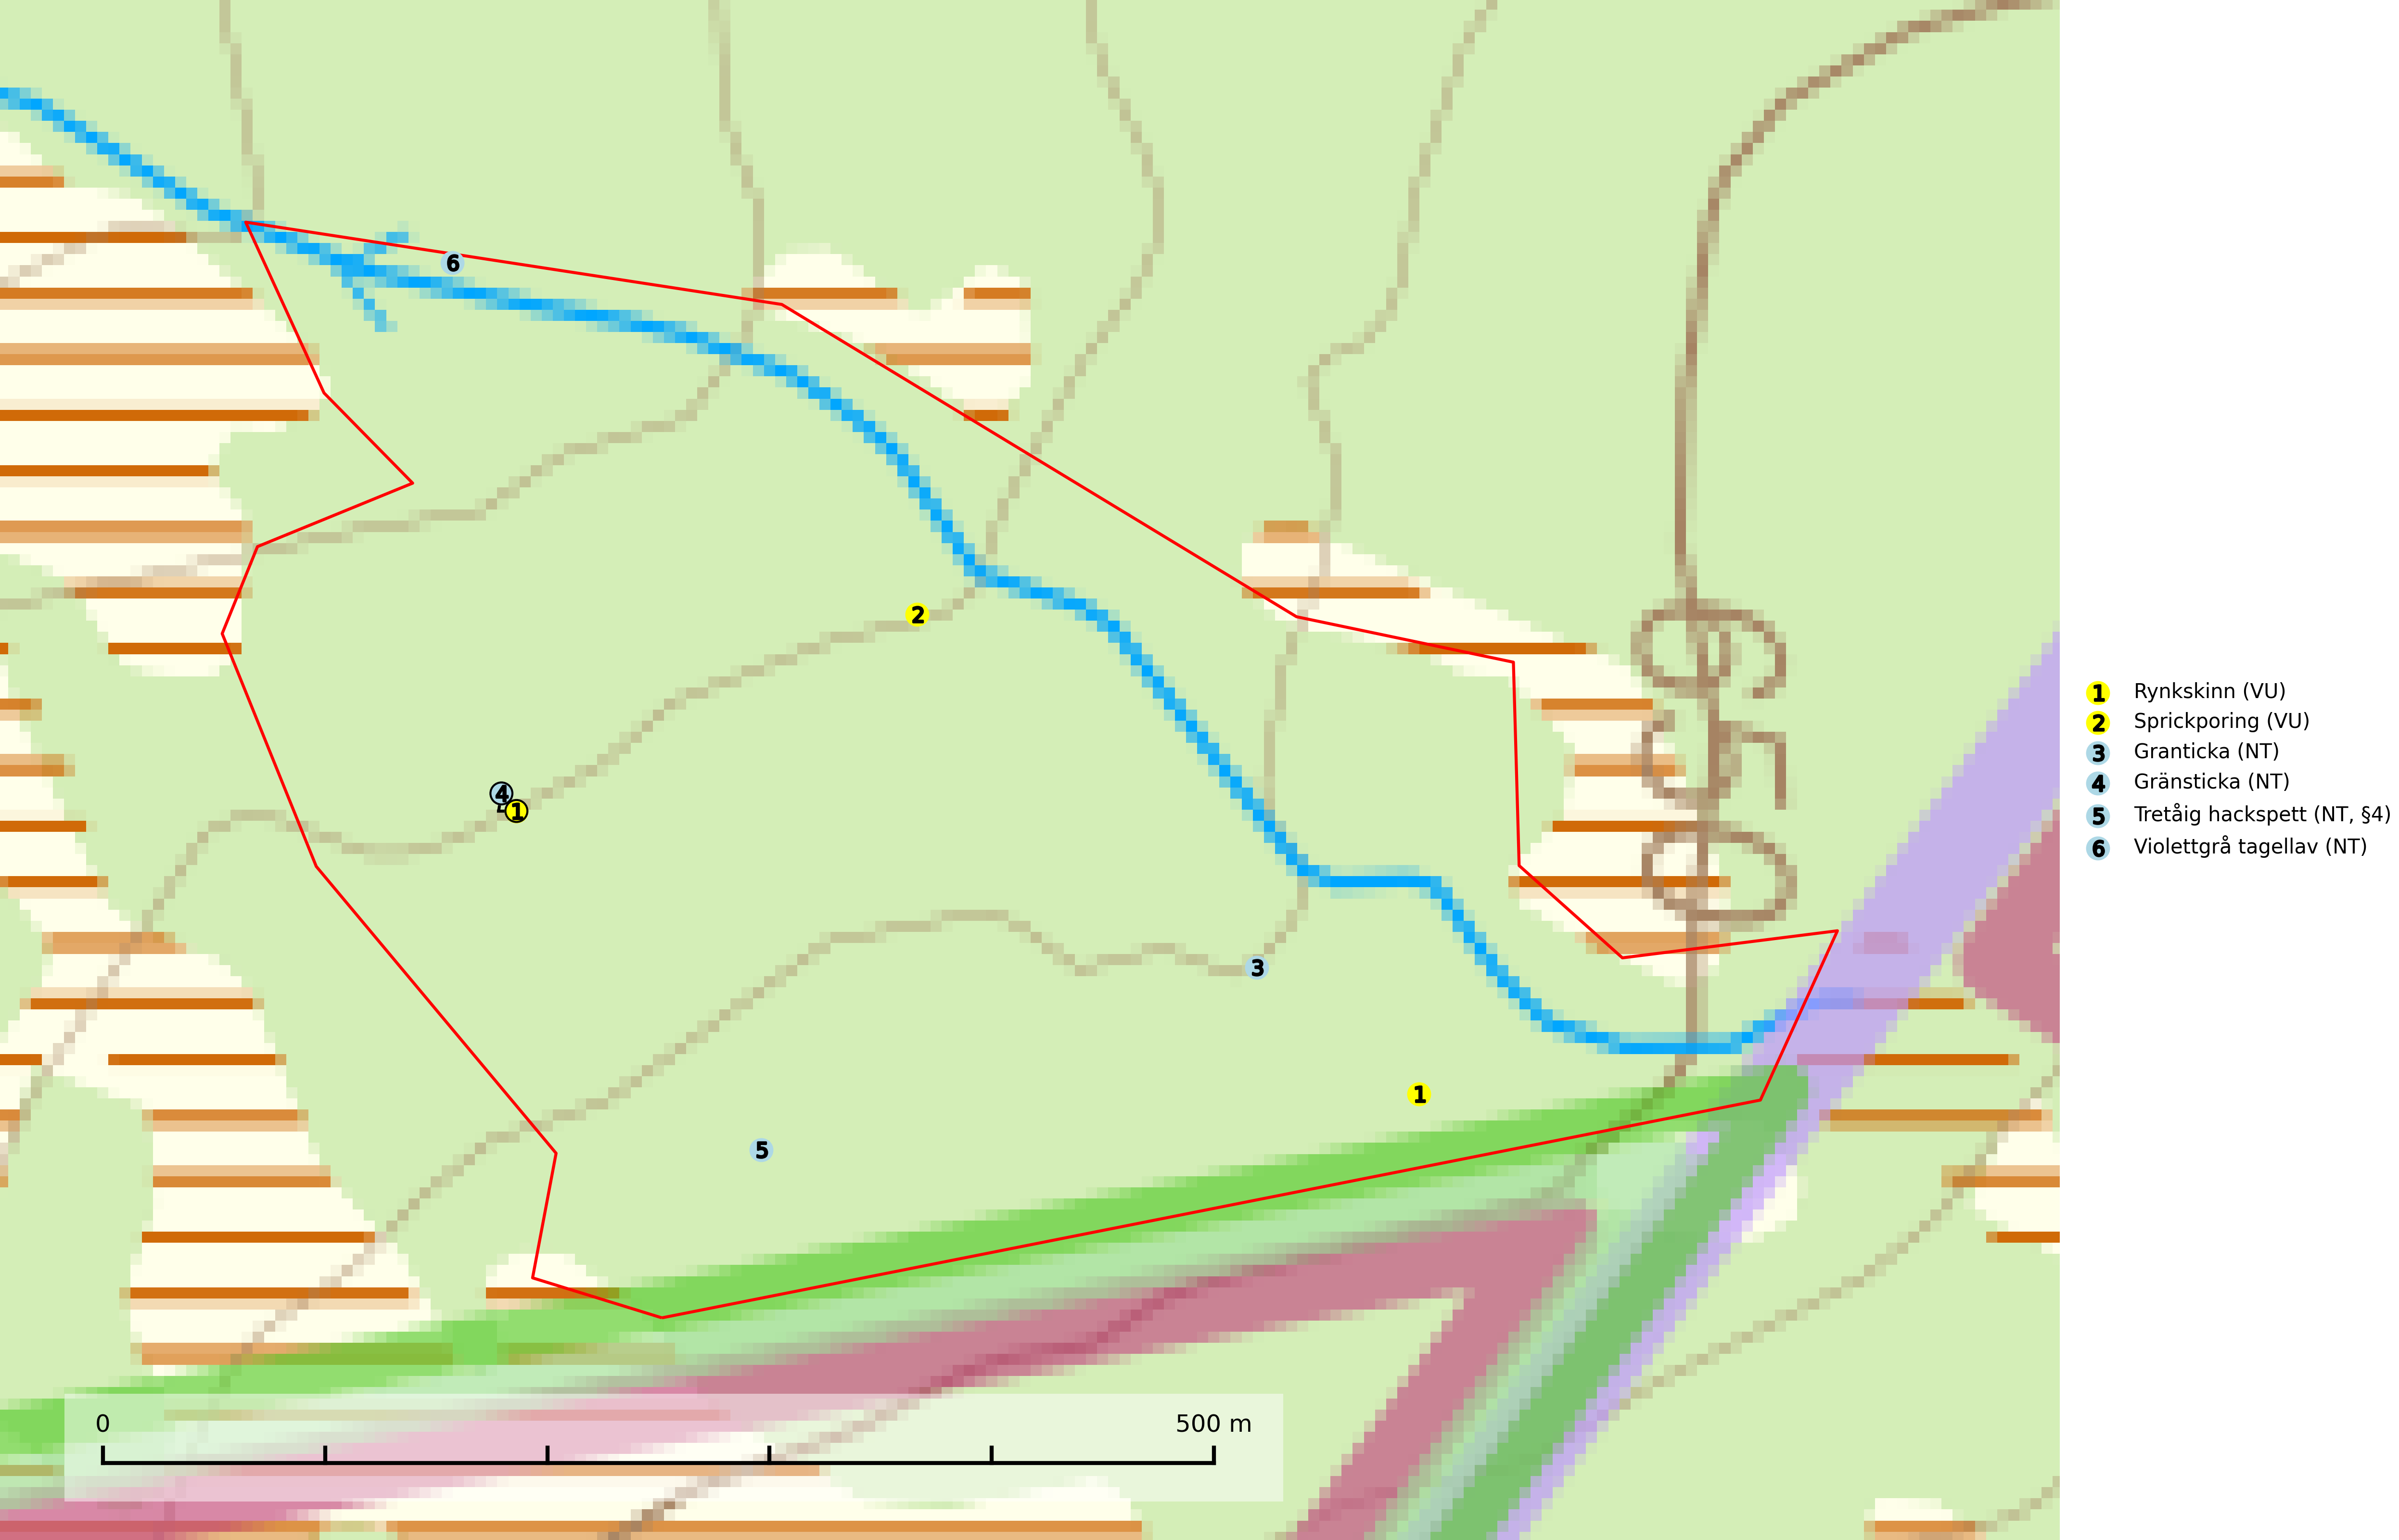 6
2
4
1
3
1
5
650
1 Rynkskinn (VU)
2 Sprickporing (VU)
3 Granticka (NT)
4 Gränsticka (NT)
5 Tretåig hackspett (NT, §4)
6 Violettgrå tagellav (NT)
0 500 m